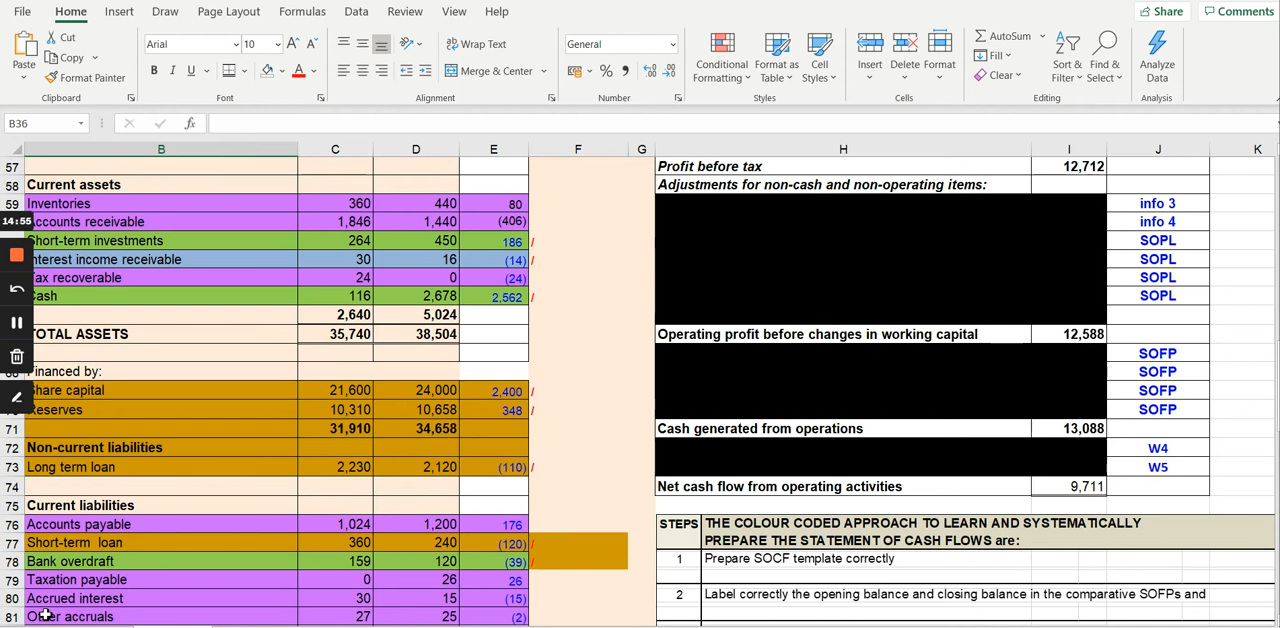 File Home Insert Draw Page Layout Formulas Data Review View Help Share Comments
Cut
Copy
Format Painter
Paste
Clipboard
Arial 10
B I U
Font
Wrap Text
Merge & Center
Alignment
General
Number
Conditional Formatting
Format as Table
Cell Styles
Styles
Insert Delete Format
Cells
AutoSum
Fill
Clear
Sort & Filter
Find & Select
Editing
Analyze Data
Analysis
B36 fx
B C D E F G H I J K
57 Profit before tax 12,712
58 Current assets Adjustments for non-cash and non-operating items:
59 Inventories 360 440 80 info 3
14:55 Accounts receivable 1,846 1,440 (406) info 4
Short-term investments 264 450 186 / SOPL
Interest income receivable 30 16 (14) / SOPL
Tax recoverable 24 0 (24) SOPL
Cash 116 2,678 2,562 / SOPL
2,640 5,024
TOTAL ASSETS 35,740 38,504 Operating profit before changes in working capital 12,588
SOFP
Financed by: SOFP
Share capital 21,600 24,000 2,400 / SOFP
Reserves 10,310 10,658 348 / SOFP
71 31,910 34,658 Cash generated from operations 13,088
72 Non-current liabilities W4
73 Long term loan 2,230 2,120 (110) / W5
74 Net cash flow from operating activities 9,711
75 Current liabilities
76 Accounts payable 1,024 1,200 176 STEPS THE COLOUR CODED APPROACH TO LEARN AND SYSTEMATICALLY
77 Short-term loan 360 240 (120) / PREPARE THE STATEMENT OF CASH FLOWS are:
78 Bank overdraft 159 120 (39) / 1 Prepare SOCF template correctly
79 Taxation payable 0 26 26
80 Accrued interest 30 15 (15) 2 Label correctly the opening balance and closing balance in the comparative SOFPs and
81 Other accruals 27 25 (2)